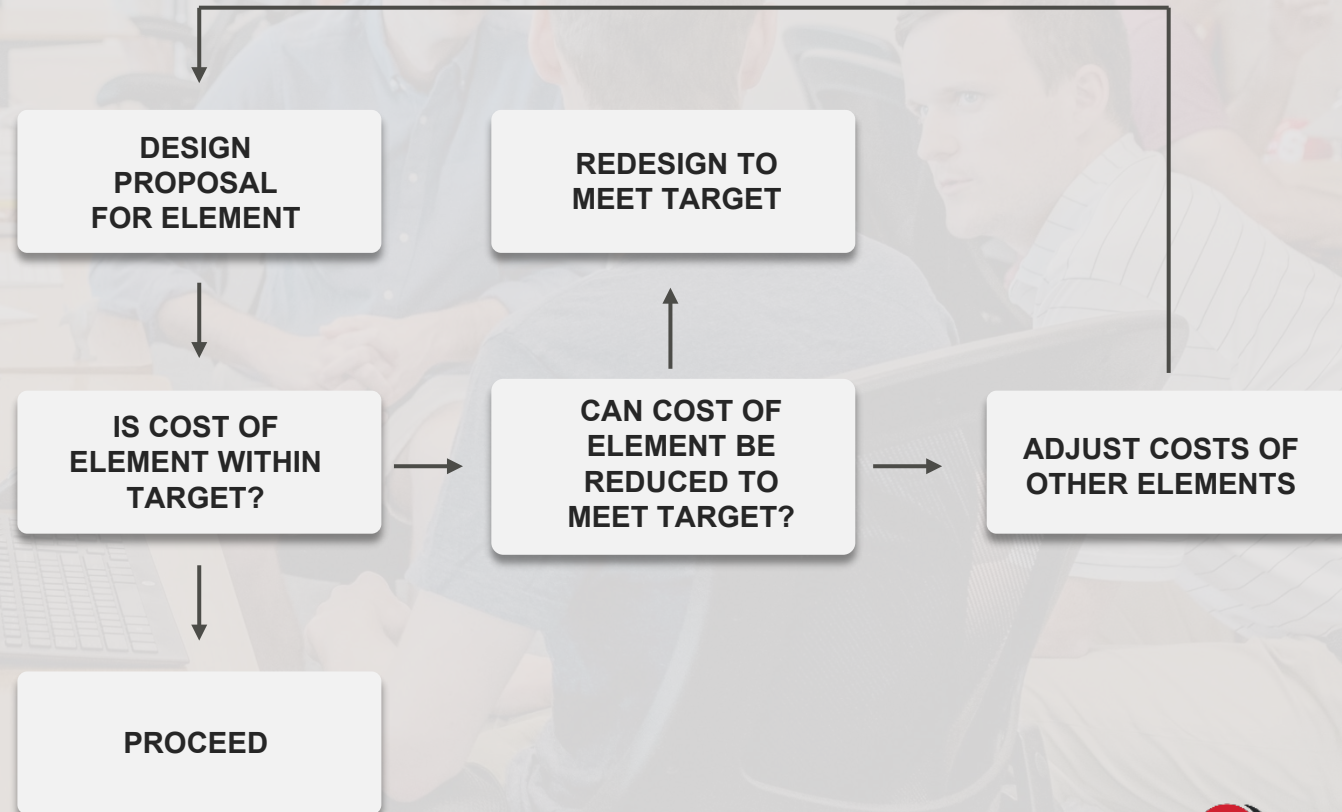 DESIGN
PROPOSAL
FOR ELEMENT
REDESIGN TO
MEET TARGET
IS COST OF
ELEMENT WITHIN
TARGET?
CAN COST OF
ELEMENT BE
REDUCED TO
MEET TARGET?
ADJUST COSTS OF
OTHER ELEMENTS
PROCEED